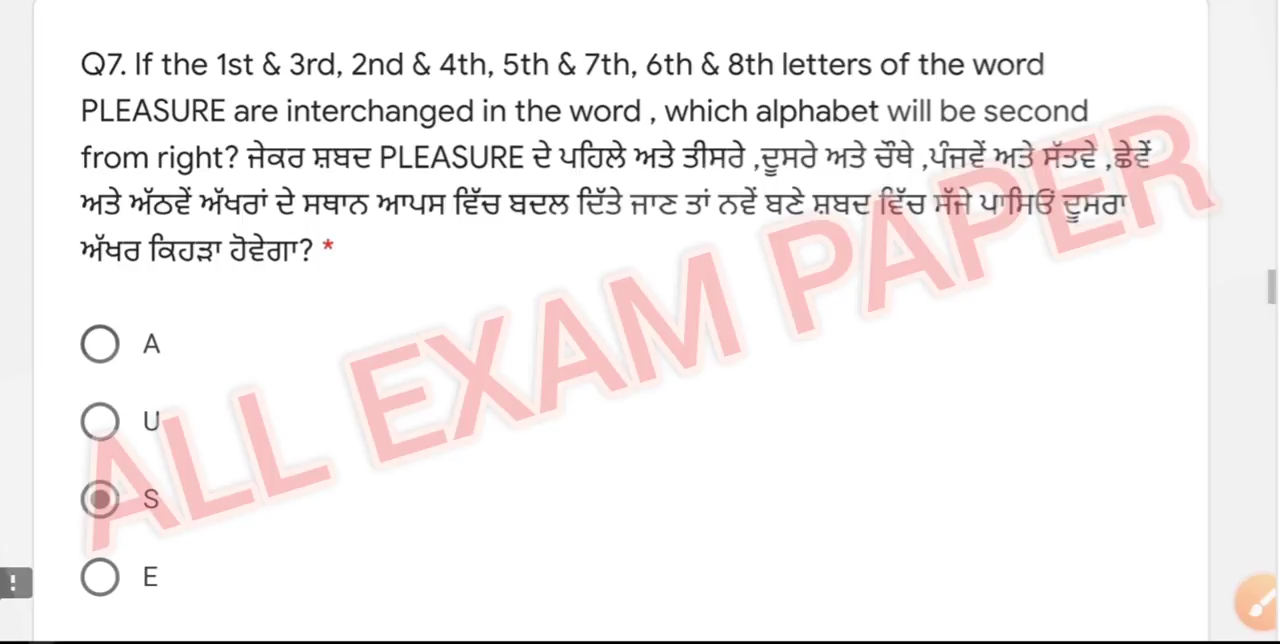 Q7. If the 1st & 3rd, 2nd & 4th, 5th & 7th, 6th & 8th letters of the word
PLEASURE are interchanged in the word , which alphabet will be second
from right? ਜੇਕਰ ਸ਼ਬਦ PLEASURE ਦੇ ਪਹਿਲੇ ਅਤੇ ਤੀਸਰੇ ,ਦੂਸਰੇ ਅਤੇ ਚੌਥੇ ,ਪੰਜਵੇਂ ਅਤੇ ਸੱਤਵੇਂ ,ਛੇਵੇਂ
ਅਤੇ ਅੱਠਵੇਂ ਅੱਖਰਾਂ ਦੇ ਸਥਾਨ ਆਪਸ ਵਿੱਚ ਬਦਲ ਦਿੱਤੇ ਜਾਣ ਤਾਂ ਨਵੇਂ ਬਣੇ ਸ਼ਬਦ ਵਿੱਚ ਸੱਜੇ ਪਾਸਿਓਂ ਦੂਸਰਾ
ਅੱਖਰ ਕਿਹੜਾ ਹੋਵੇਗਾ? *
A
U
S
E
ALL EXAM PAPER